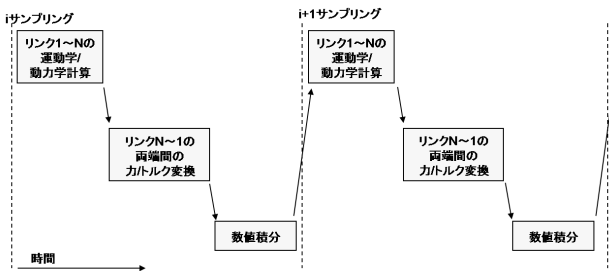 iサンプリング
i+1サンプリング
リンク1～Nの
運動学/
動力学計算
リンクN～1の
両端間の
力/トルク変換
数値積分
リンク1～Nの
運動学/
動力学計算
リンクN～1の
両端間の
力/トルク変換
数値積分
時間